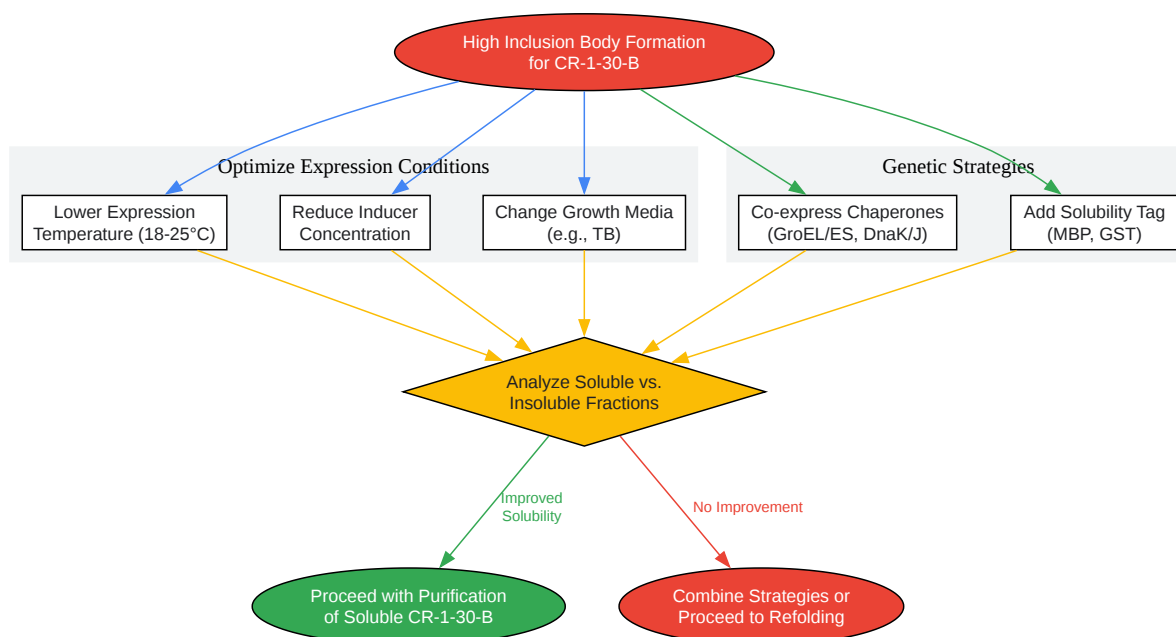 High Inclusion Body Formation
for CR-1-30-B
Optimize Expression Conditions
Genetic Strategies
Lower Expression
Temperature (18-25°C)
Reduce Inducer
Concentration
Change Growth Media
(e.g., TB)
Co-express Chaperones
(GroEL/ES, DnaK/J)
Add Solubility Tag
(MBP, GST)
Analyze Soluble vs.
Insoluble Fractions
Improved
Solubility
No Improvement
Proceed with Purification
of Soluble CR-1-30-B
Combine Strategies or
Proceed to Refolding